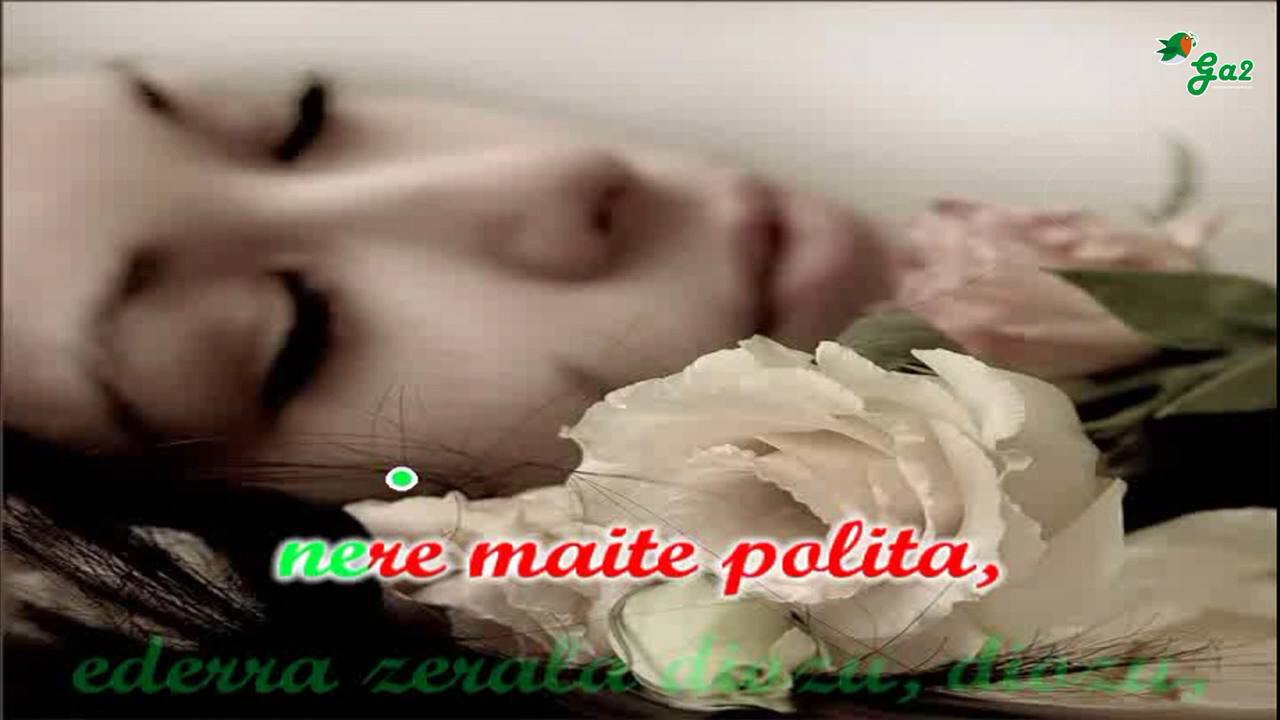 Ga2
nere maite polita,
ederra zerala diozu, diozu,